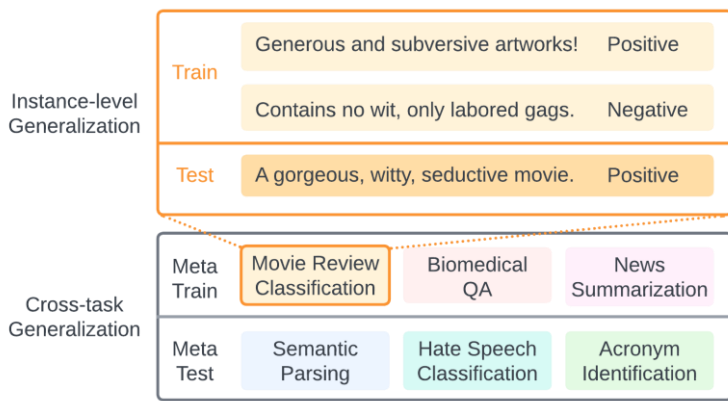 Instance-level
Generalization
Train
Generous and subversive artworks! Positive
Contains no wit, only labored gags. Negative
Test
A gorgeous, witty, seductive movie. Positive
Cross-task
Generalization
Meta
Train
Movie Review
Classification
Biomedical
QA
News
Summarization
Meta
Test
Semantic
Parsing
Hate Speech
Classification
Acronym
Identification